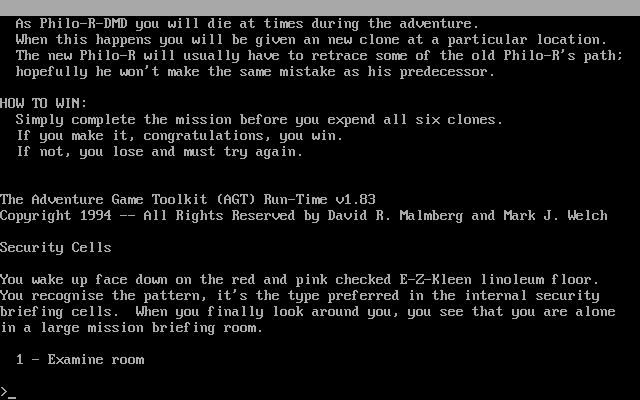 As Philo-R-DMD you will die at times during the adventure.
When this happens you will be given an new clone at a particular location.
The new Philo-R will usually have to retrace some of the old Philo-R's path;
hopefully he won't make the same mistake as his predecessor.
HOW TO WIN:
Simply complete the mission before you expend all six clones.
If you make it, congratulations, you win.
If not, you lose and must try again.
The Adventure Game Toolkit (AGT) Run-Time v1.83
Copyright 1994 -- All Rights Reserved by David R. Malmberg and Mark J. Welch
Security Cells
You wake up face down on the red and pink checked E-Z-Kleen linoleum floor.
You recognise the pattern, it's the type preferred in the internal security
briefing cells.  When you finally look around you, you see that you are alone
in a large mission briefing room.
1 - Examine room
>_